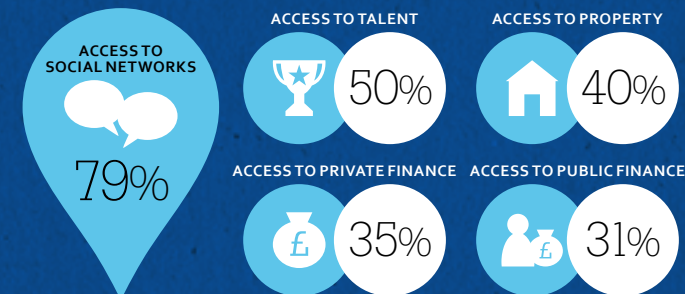 ACCESS TO
SOCIAL NETWORKS
79%
ACCESS TO TALENT
50%
ACCESS TO PROPERTY
40%
ACCESS TO PRIVATE FINANCE
£
35%
ACCESS TO PUBLIC FINANCE
£
31%